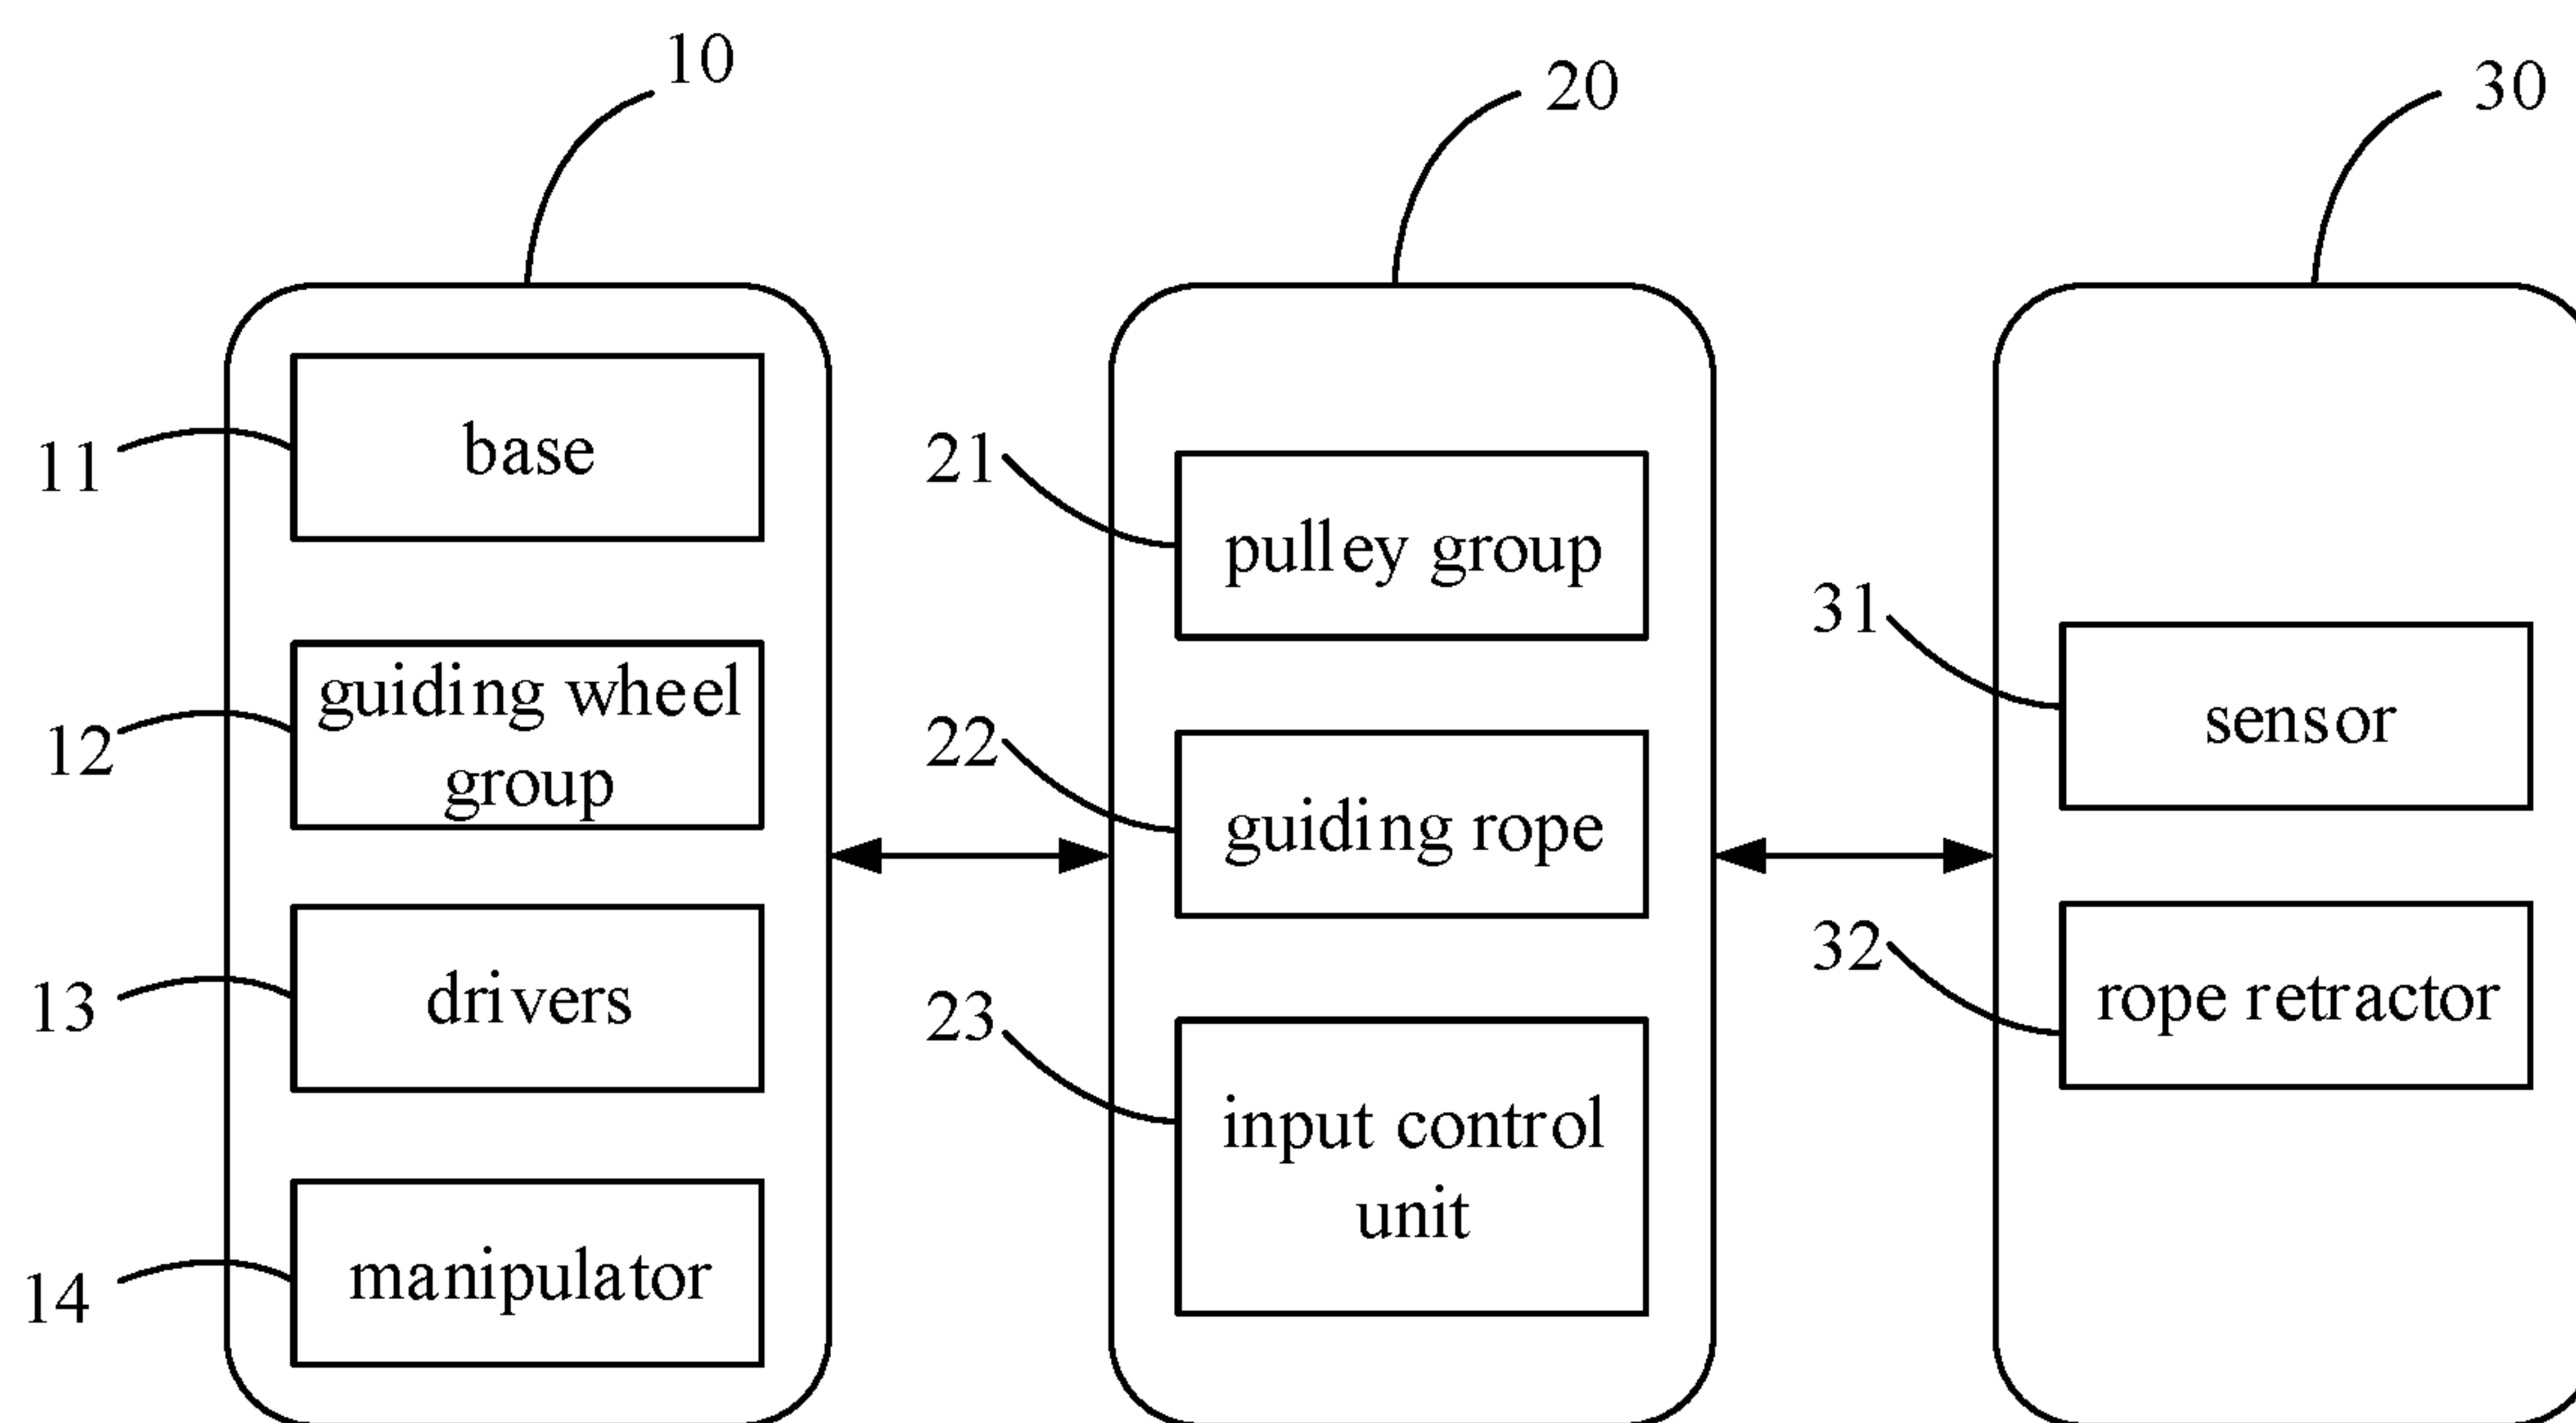 10
20
30
11
base
12
guiding wheel
group
13
drivers
14
manipulator
21
pulley group
22
guiding rope
23
input control
unit
31
sensor
32
rope retractor